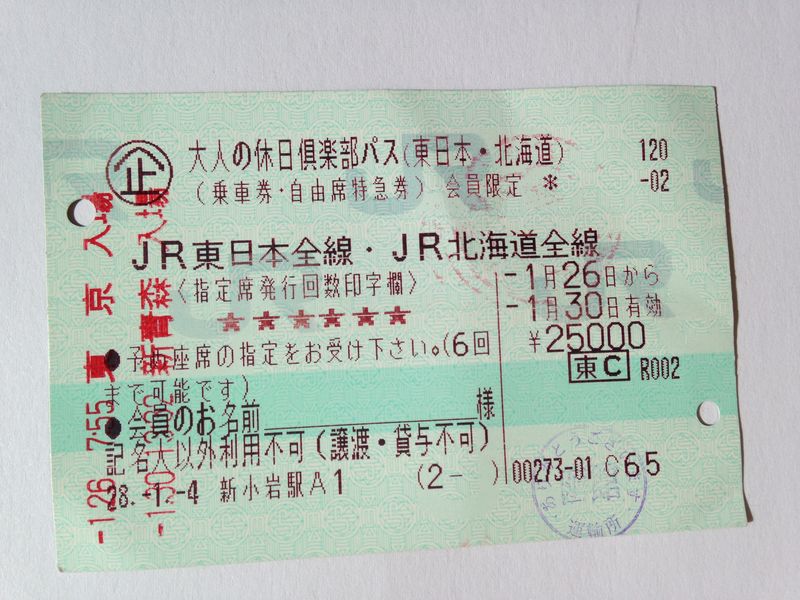 大人の休日倶楽部パス(東日本・北海道) 120
(乗車券・自由席特急券) 会員限定 * -02
JR東日本全線・JR北海道全線
〈指定席発行回数印字欄〉 -1月26日から
★★★★★★ -1月30日有効
¥25000
●予め座席の指定をお受け下さい。(6回
まで可能です)
東C R002
●会員のお名前 様
記名人以外利用不可(譲渡・貸与不可)
28.-1.-4 新小岩駅A1 (2- ) 00273-01 C65
-1.26 7:55 東京 入場
新青森 入場
運輸所